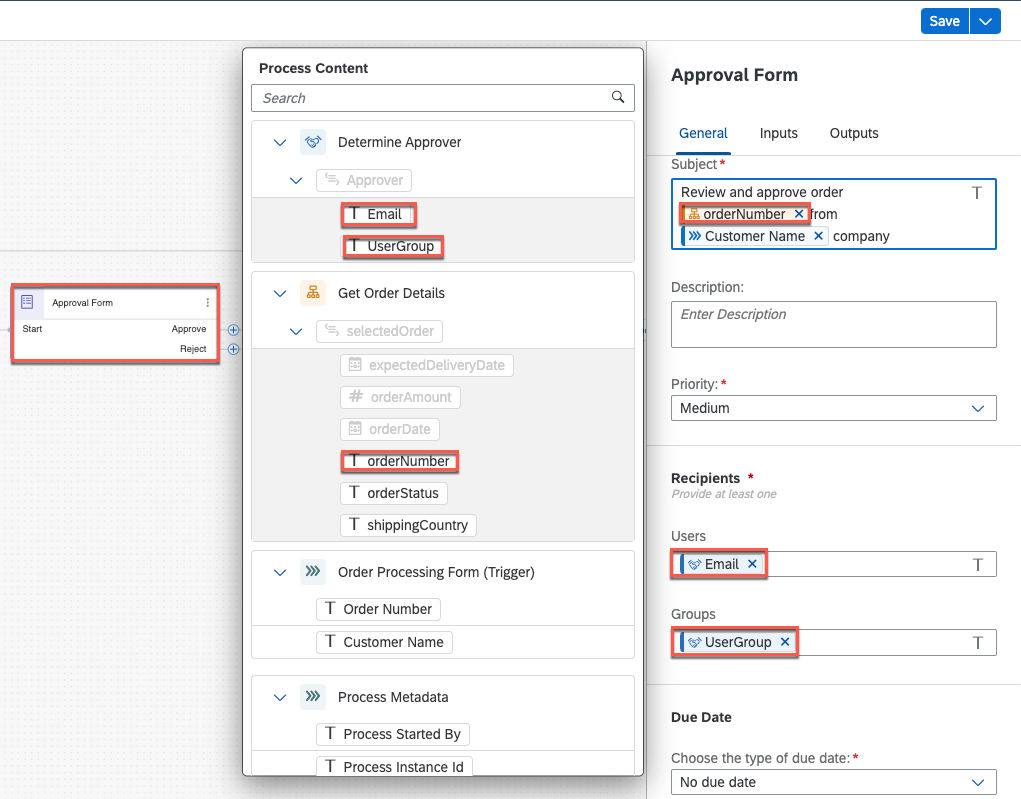 Save
Approval Form
Start
Approve
Reject
Process Content
Search
Determine Approver
Approver
T Email
T UserGroup
Get Order Details
selectedOrder
expectedDeliveryDate
# orderAmount
orderDate
T orderNumber
T orderStatus
T shippingCountry
Order Processing Form (Trigger)
T Order Number
T Customer Name
Process Metadata
T Process Started By
T Process Instance Id
Approval Form
General Inputs Outputs
Subject*
Review and approve order T
orderNumber × from
Customer Name × company
Description:
Enter Description
Priority:*
Medium
Recipients *
Provide at least one
Users
Email × T
Groups
UserGroup × T
Due Date
Choose the type of due date:*
No due date